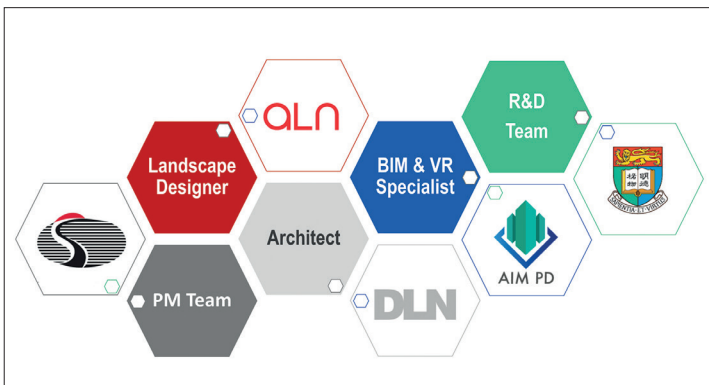 aLn
R&D
Team
Landscape
Designer
BIM & VR
Specialist
Architect
AIM PD
PM Team
DLN